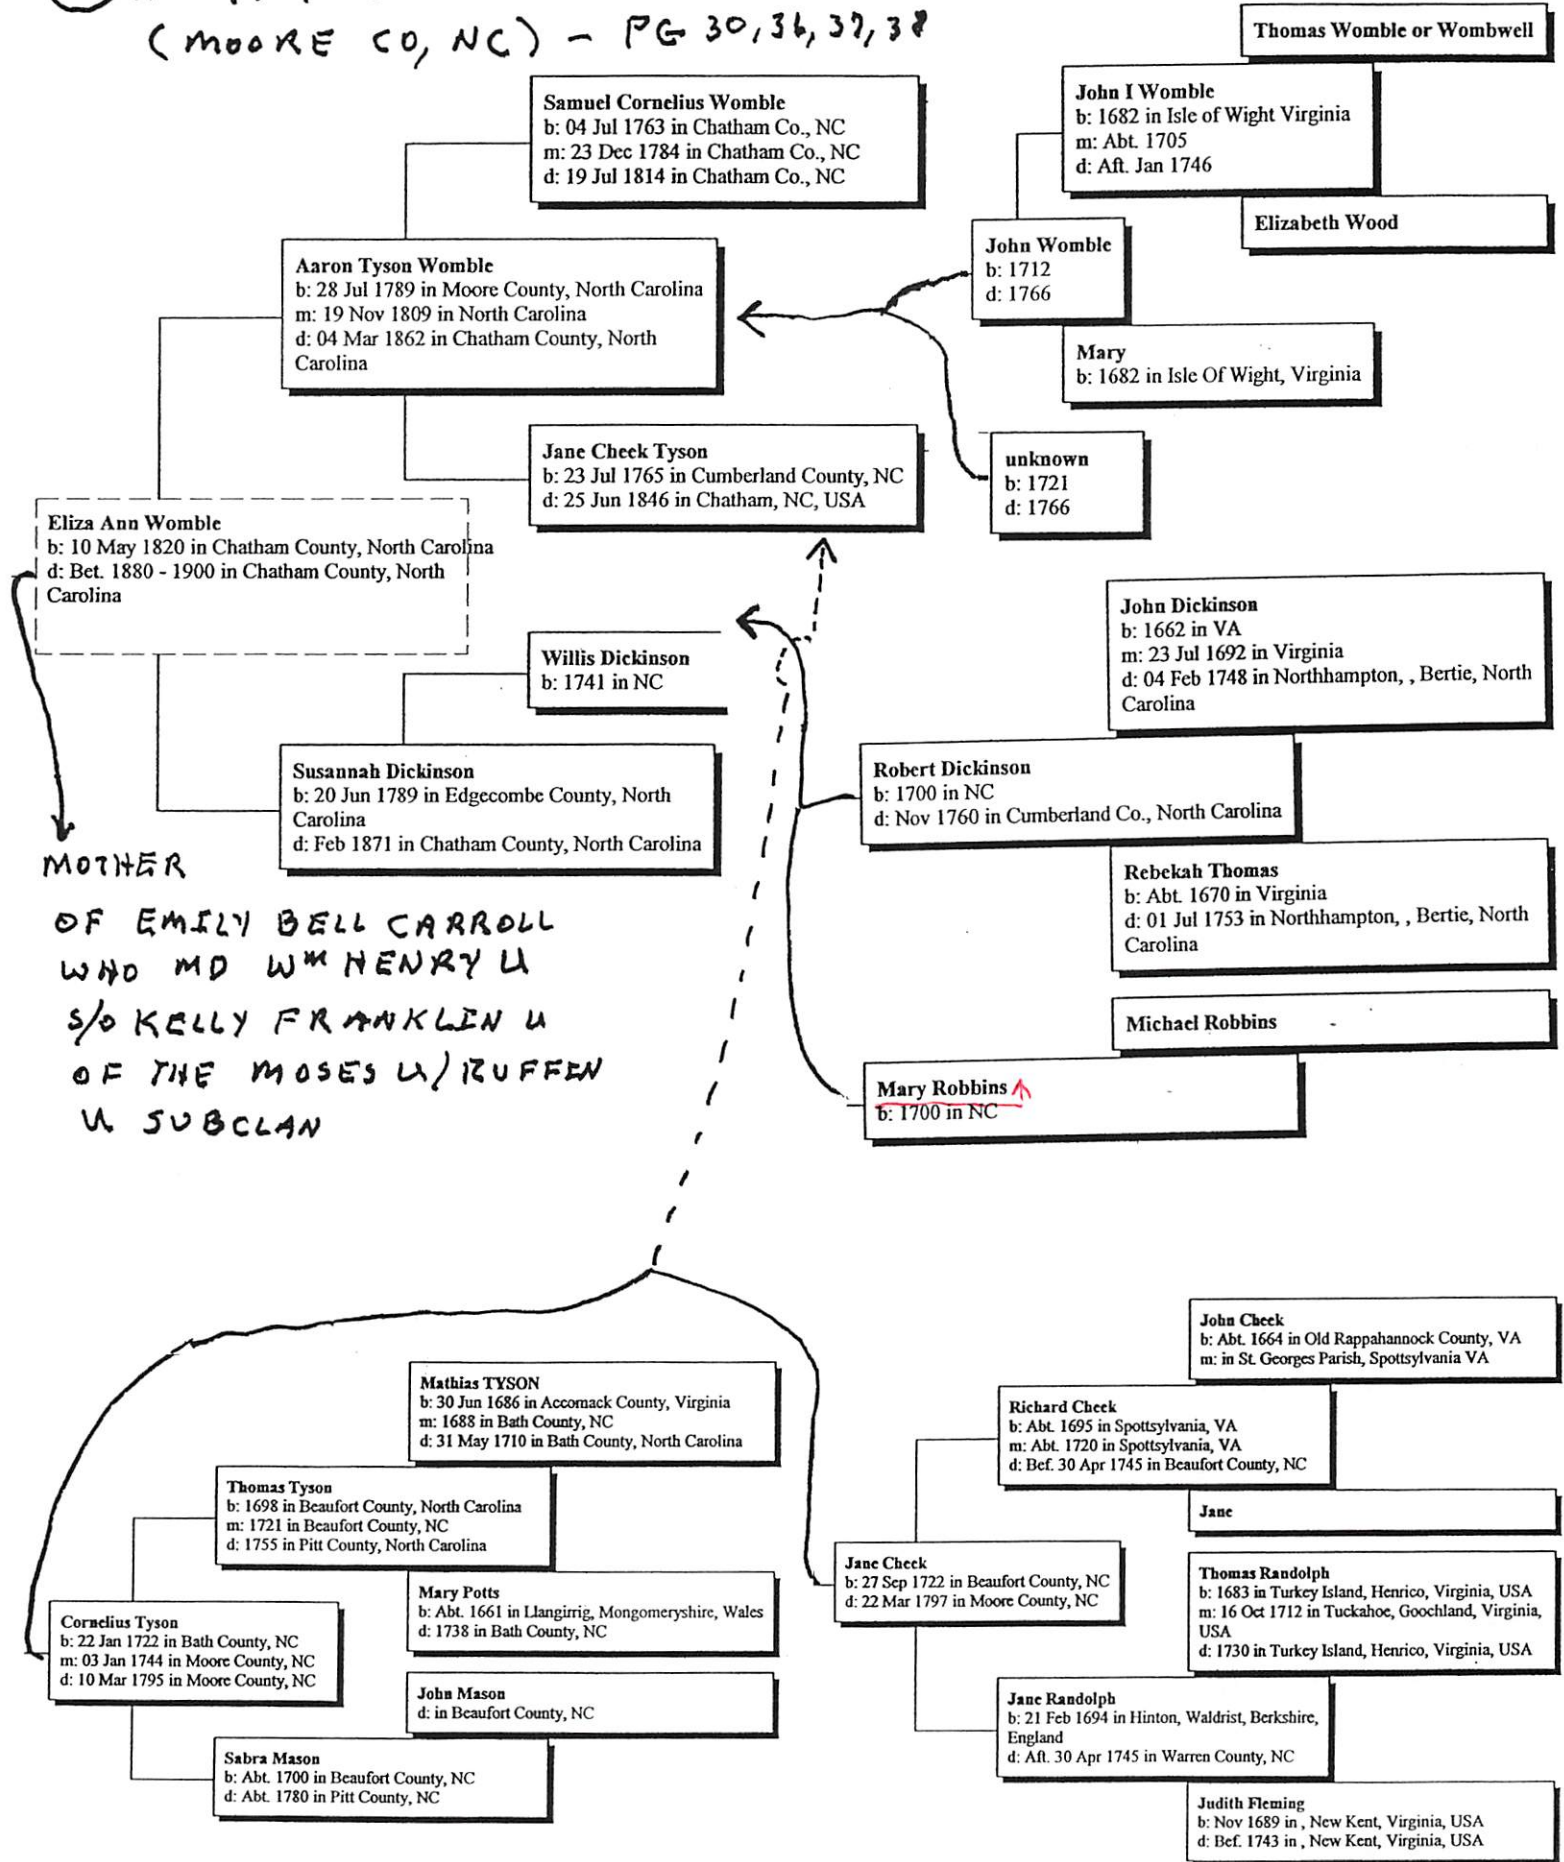 (MOORE CO, NC) - PG 30, 36, 37, 38
Thomas Womble or Wombwell
Samuel Cornelius Womble
b: 04 Jul 1763 in Chatham Co., NC
m: 23 Dec 1784 in Chatham Co., NC
d: 19 Jul 1814 in Chatham Co., NC
John I Womble
b: 1682 in Isle of Wight Virginia
m: Abt. 1705
d: Aft. Jan 1746
Elizabeth Wood
Aaron Tyson Womble
b: 28 Jul 1789 in Moore County, North Carolina
m: 19 Nov 1809 in North Carolina
d: 04 Mar 1862 in Chatham County, North
Carolina
John Womble
b: 1712
d: 1766
Mary
b: 1682 in Isle Of Wight, Virginia
Jane Cheek Tyson
b: 23 Jul 1765 in Cumberland County, NC
d: 25 Jun 1846 in Chatham, NC, USA
unknown
b: 1721
d: 1766
Eliza Ann Womble
b: 10 May 1820 in Chatham County, North Carolina
d: Bet. 1880 - 1900 in Chatham County, North
Carolina
John Dickinson
b: 1662 in VA
m: 23 Jul 1692 in Virginia
d: 04 Feb 1748 in Northhampton, , Bertie, North
Carolina
Willis Dickinson
b: 1741 in NC
Robert Dickinson
b: 1700 in NC
d: Nov 1760 in Cumberland Co., North Carolina
Susannah Dickinson
b: 20 Jun 1789 in Edgecombe County, North
Carolina
d: Feb 1871 in Chatham County, North Carolina
Rebekah Thomas
b: Abt. 1670 in Virginia
d: 01 Jul 1753 in Northhampton, , Bertie, North
Carolina
MOTHER
OF EMILY BELL CARROLL
WHO MD WM HENRY U
S/O KELLY FRANKLIN U
OF THE MOSES U/RUFFIN
U SUBCLAN
Michael Robbins
Mary Robbins
b: 1700 in NC
John Cheek
b: Abt. 1664 in Old Rappahannock County, VA
m: in St. Georges Parish, Spottsylvania VA
Mathias TYSON
b: 30 Jun 1686 in Accomack County, Virginia
m: 1688 in Bath County, NC
d: 31 May 1710 in Bath County, North Carolina
Richard Cheek
b: Abt. 1695 in Spottsylvania, VA
m: Abt. 1720 in Spottsylvania, VA
d: Bef. 30 Apr 1745 in Beaufort County, NC
Thomas Tyson
b: 1698 in Beaufort County, North Carolina
m: 1721 in Beaufort County, NC
d: 1755 in Pitt County, North Carolina
Jane
Jane Cheek
b: 27 Sep 1722 in Beaufort County, NC
d: 22 Mar 1797 in Moore County, NC
Mary Potts
b: Abt. 1661 in Llangirrig, Mongomeryshire, Wales
d: 1738 in Bath County, NC
Thomas Randolph
b: 1683 in Turkey Island, Henrico, Virginia, USA
m: 16 Oct 1712 in Tuckahoe, Goochland, Virginia,
USA
d: 1730 in Turkey Island, Henrico, Virginia, USA
Cornelius Tyson
b: 22 Jan 1722 in Bath County, NC
m: 03 Jan 1744 in Moore County, NC
d: 10 Mar 1795 in Moore County, NC
John Mason
d: in Beaufort County, NC
Jane Randolph
b: 21 Feb 1694 in Hinton, Waldrist, Berkshire,
England
d: Aft. 30 Apr 1745 in Warren County, NC
Sabra Mason
b: Abt. 1700 in Beaufort County, NC
d: Abt. 1780 in Pitt County, NC
Judith Fleming
b: Nov 1689 in , New Kent, Virginia, USA
d: Bef. 1743 in , New Kent, Virginia, USA